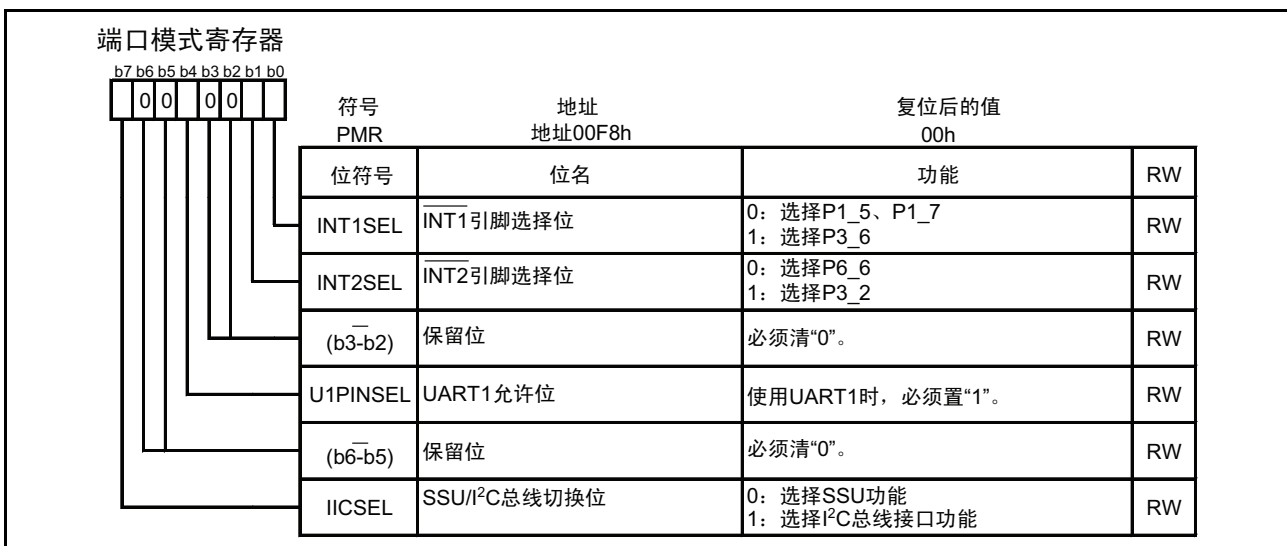 端口模式寄存器
b7 b6 b5 b4 b3 b2 b1 b0
0 0 0 0
符号 地址 复位后的值
PMR 地址00F8h 00h
位符号 位名 功能 RW
INT1SEL INT1引脚选择位 0：选择P1_5、P1_7
1：选择P3_6 RW
INT2SEL INT2引脚选择位 0：选择P6_6
1：选择P3_2 RW
(b3-b2) 保留位 必须清“0”。 RW
U1PINSEL UART1允许位 使用UART1时，必须置“1”。 RW
(b6-b5) 保留位 必须清“0”。 RW
IICSEL SSU/I²C总线切换位 0：选择SSU功能
1：选择I²C总线接口功能 RW